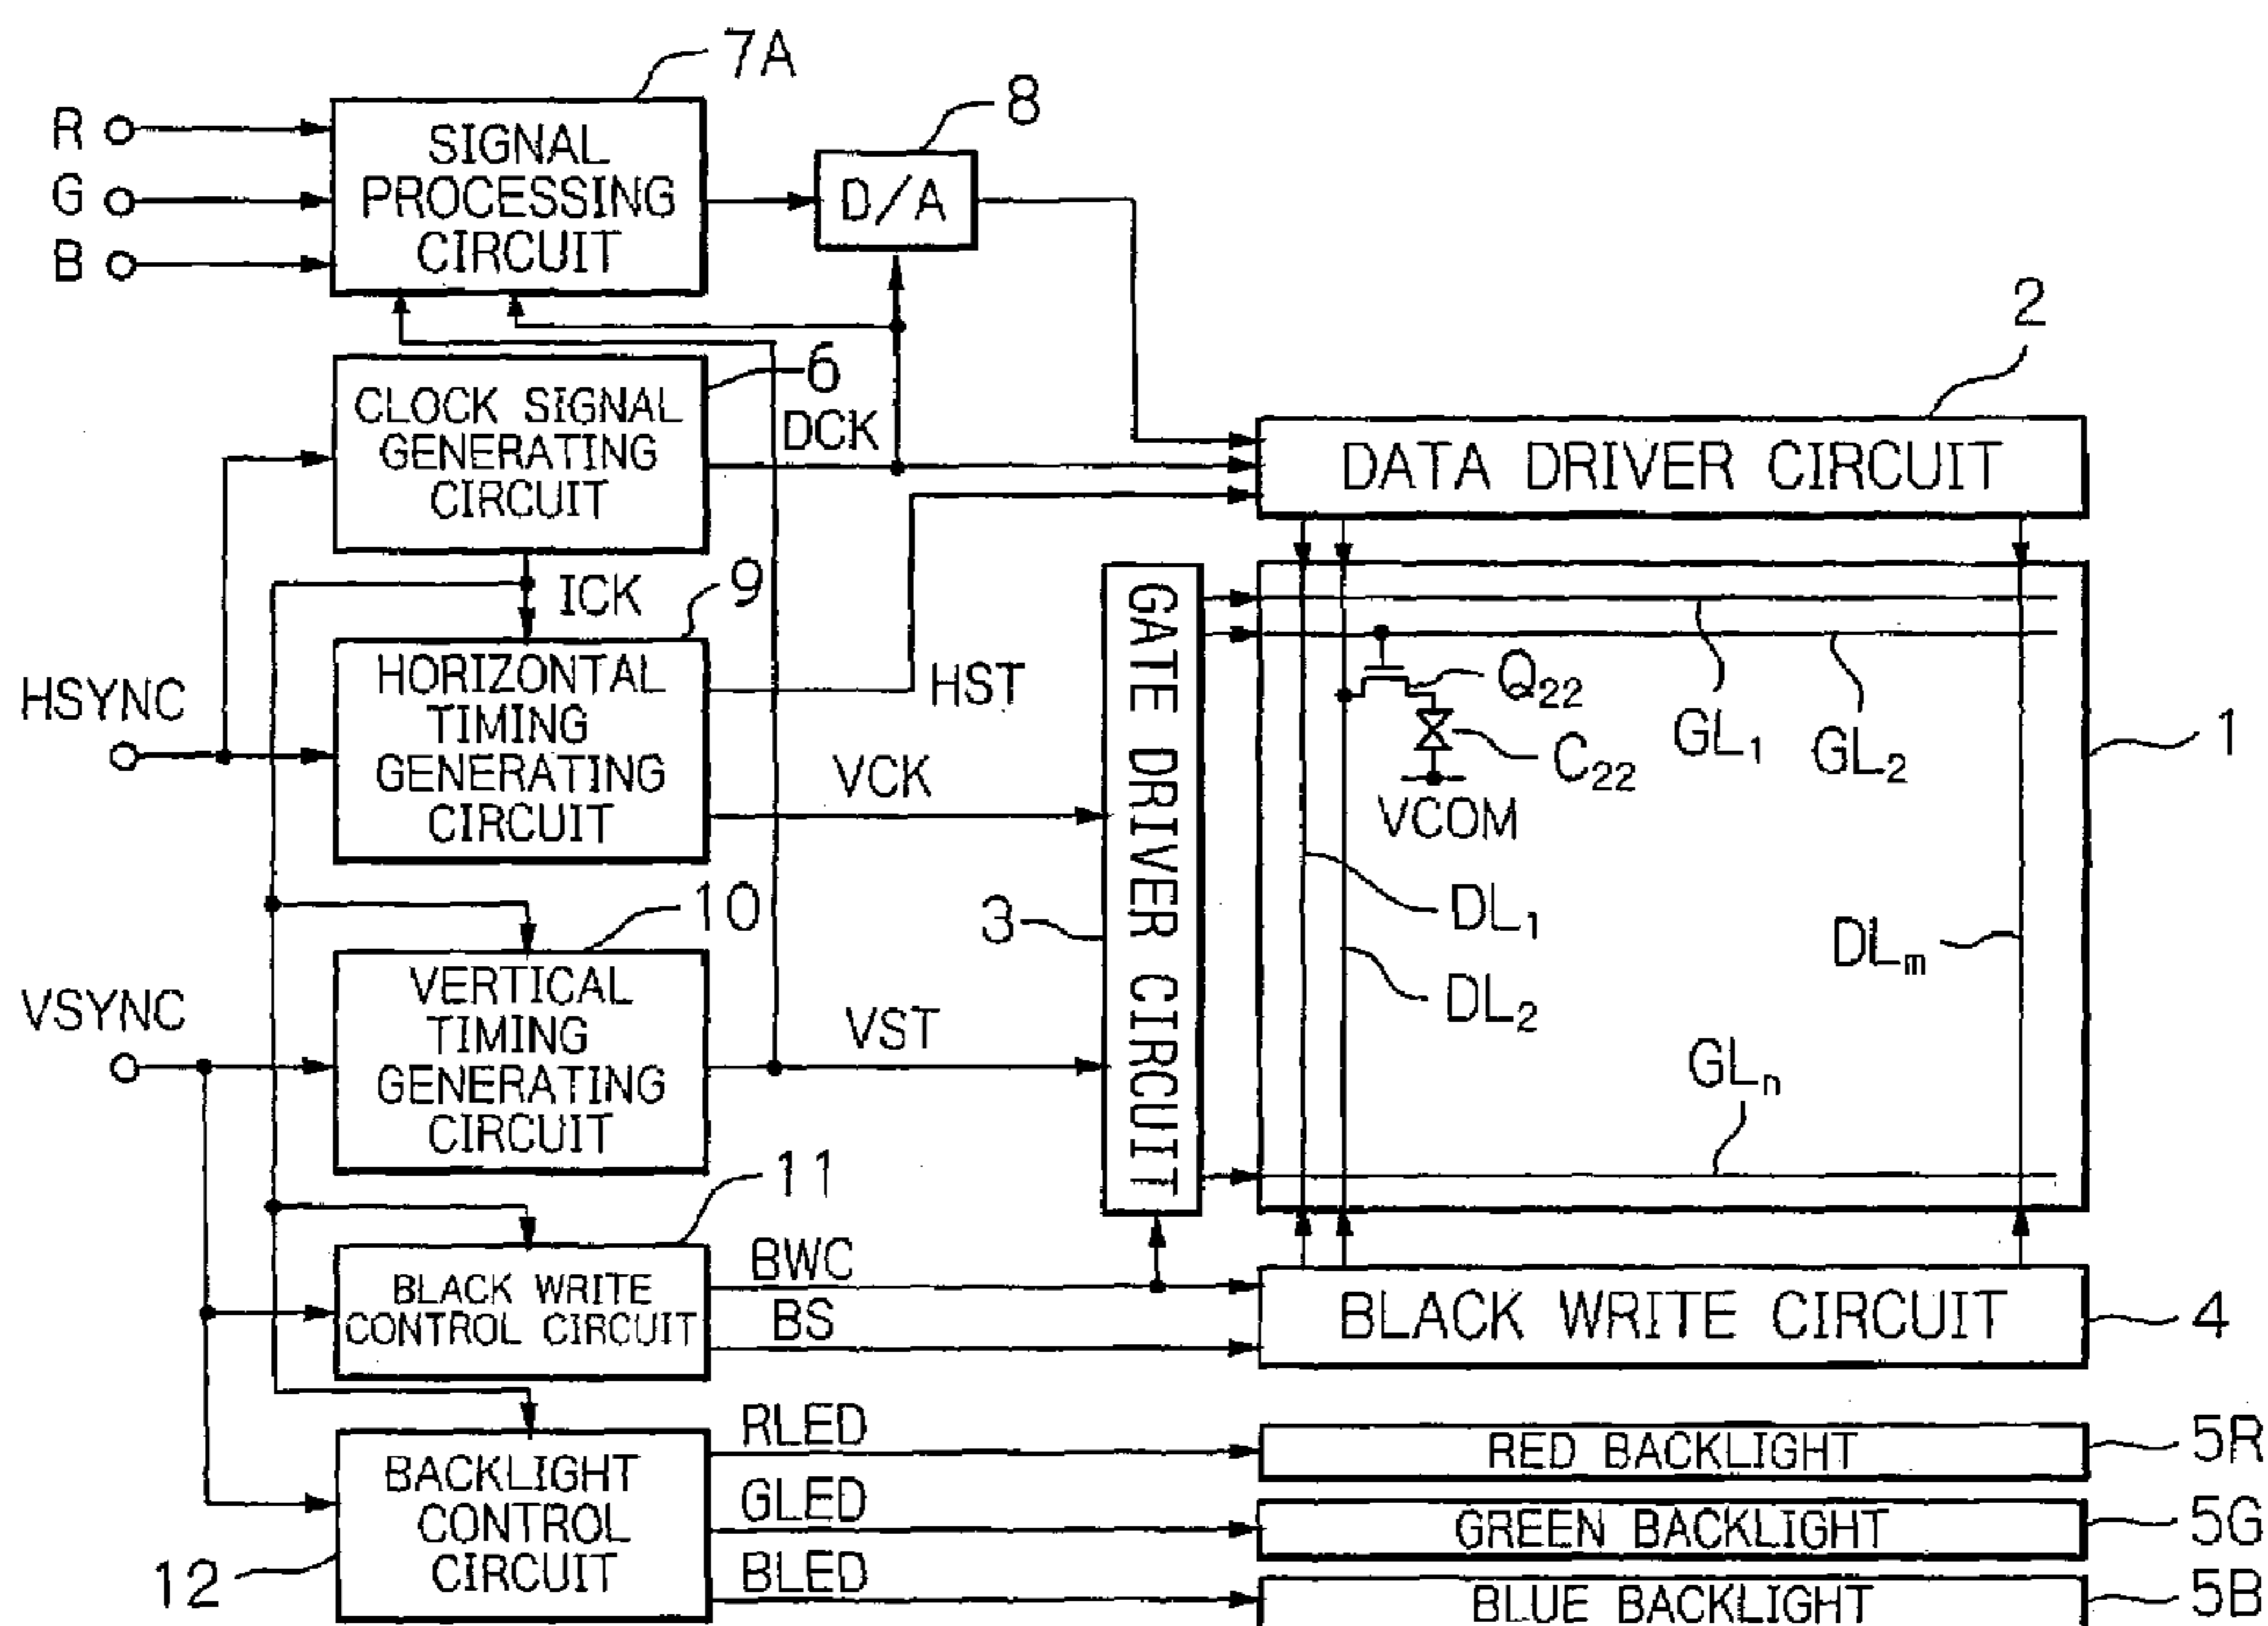 7A
R
G
B
SIGNAL
PROCESSING
CIRCUIT
8
D/A
2
6
CLOCK SIGNAL
GENERATING
CIRCUIT
DCK
DATA DRIVER CIRCUIT
ICK
9
HSYNC
HORIZONTAL
TIMING
GENERATING
CIRCUIT
HST
VCK
GATE DRIVER CIRCUIT
3
Q22
C22
VCOM
GL1
GL2
1
DL1
DL2
DLm
GLn
10
VSYNC
VERTICAL
TIMING
GENERATING
CIRCUIT
VST
11
BLACK WRITE
CONTROL CIRCUIT
BWC
BS
BLACK WRITE CIRCUIT
4
12
BACKLIGHT
CONTROL
CIRCUIT
RLED
GLED
BLED
RED BACKLIGHT
5R
GREEN BACKLIGHT
5G
BLUE BACKLIGHT
5B